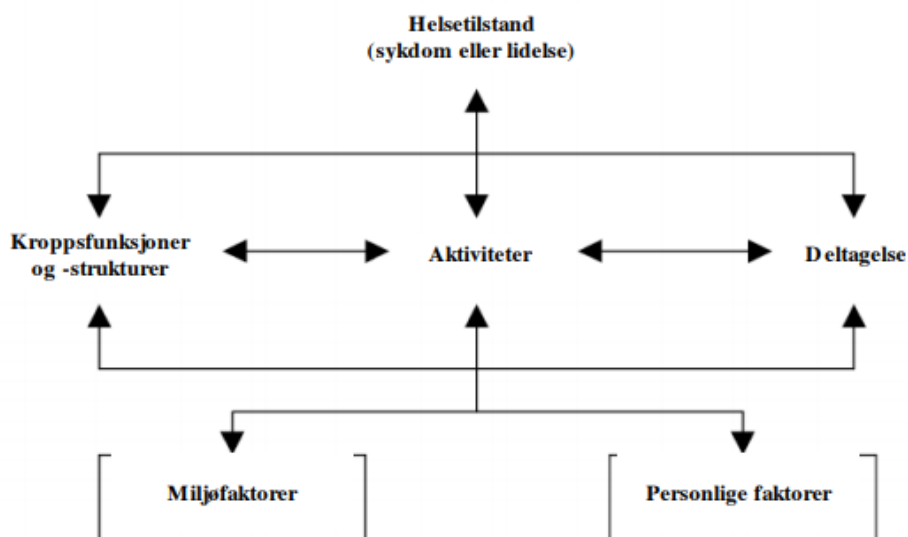 Helsetilstand
(sykdom eller lidelse)
Kroppsfunksjoner
og -strukturer
Aktiviteter
Deltagelse
Miljøfaktorer
Personlige faktorer